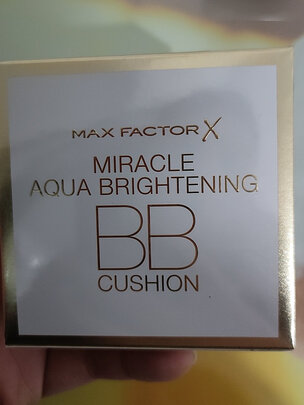 MAX FACTOR X
MIRACLE
AQUA BRIGHTENING
BB
CUSHION